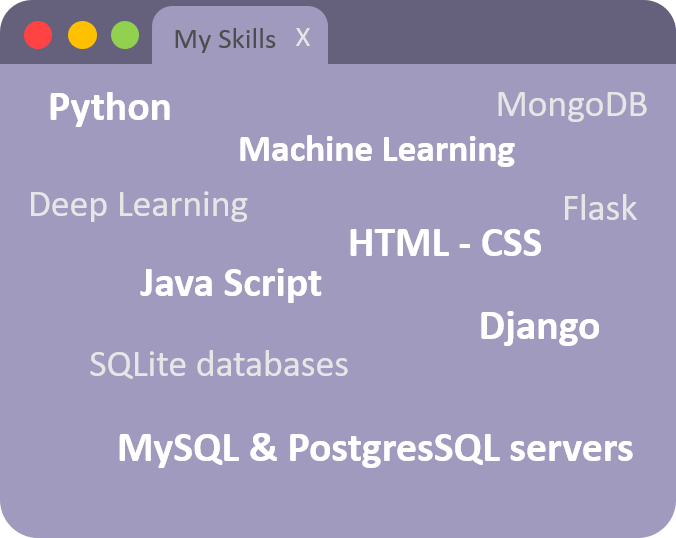 My Skills X
Python
MongoDB
Machine Learning
Deep Learning
Flask
HTML - CSS
Java Script
Django
SQLite databases
MySQL & PostgresSQL servers